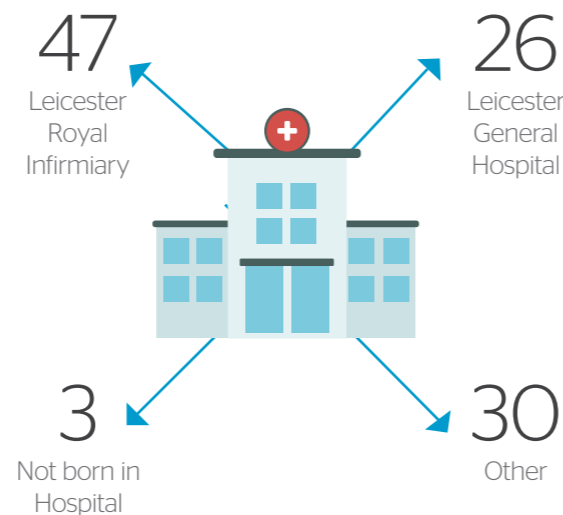 47
Leicester
Royal
Infirmiary
26
Leicester
General
Hospital
3
Not born in
Hospital
30
Other